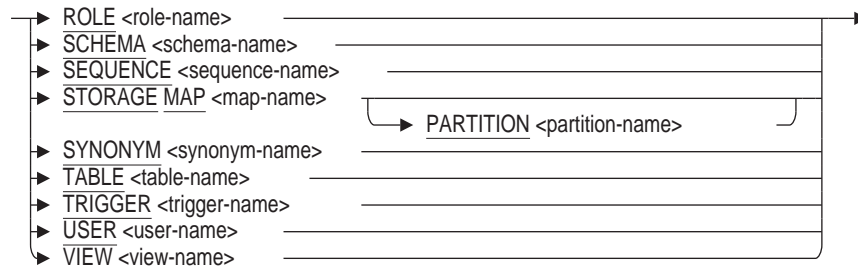 ROLE <role-name>
SCHEMA <schema-name>
SEQUENCE <sequence-name>
STORAGE MAP <map-name>
PARTITION <partition-name>
SYNONYM <synonym-name>
TABLE <table-name>
TRIGGER <trigger-name>
USER <user-name>
VIEW <view-name>